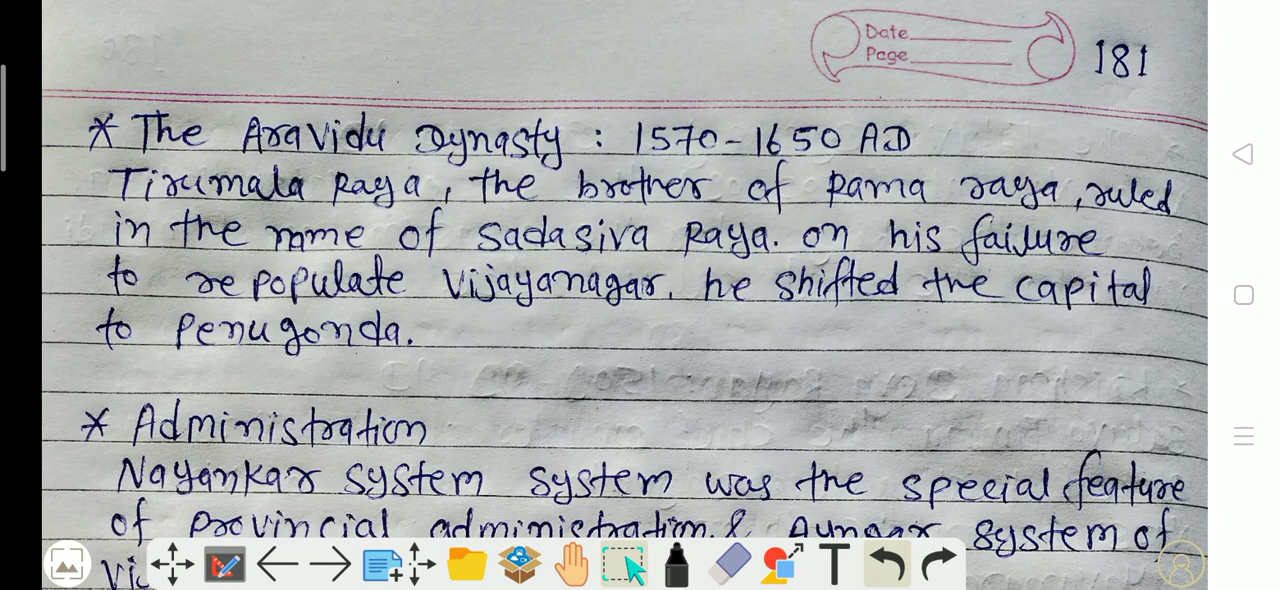 Date
Page
181
* The Aravidu Dynasty : 1570-1650 AD
Tirumala Raya, the brother of Rama raya, ruled
in the name of Sadasiva Raya. on his failure
to repopulate Vijayanagar, he shifted the capital
to Penugonda.
* Administration
Nayankar system system was the special feature
of provincial administration & Ayngar system of
T